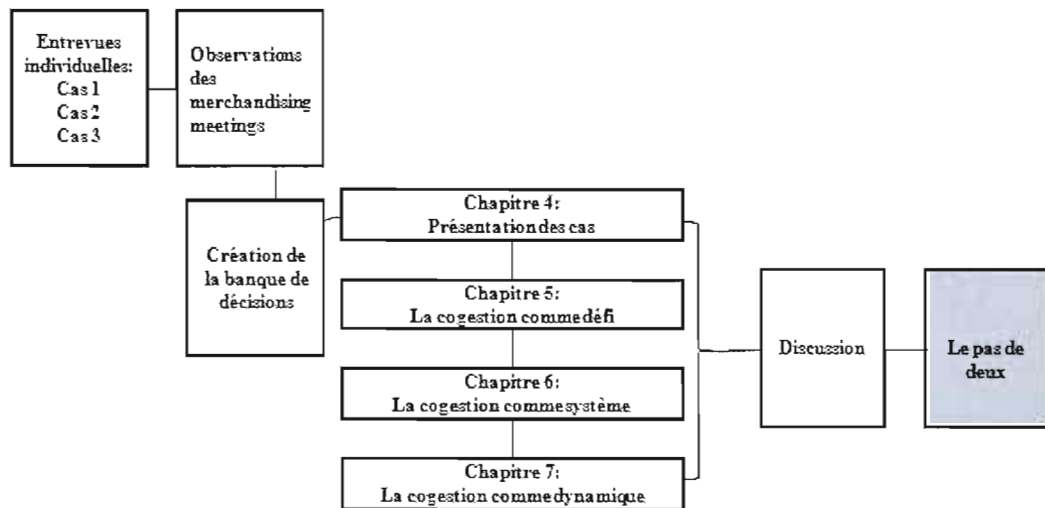 Entrevues
individuelles:
Cas 1
Cas 2
Cas 3
Observations
des
merchandising
meetings
Création de
la banque de
décisions
Chapitre 4:
Présentation des cas
Chapitre 5:
La cogestion comme défi
Chapitre 6:
La cogestion comme système
Chapitre 7:
La cogestion comme dynamique
Discussion
Le pas de
deux